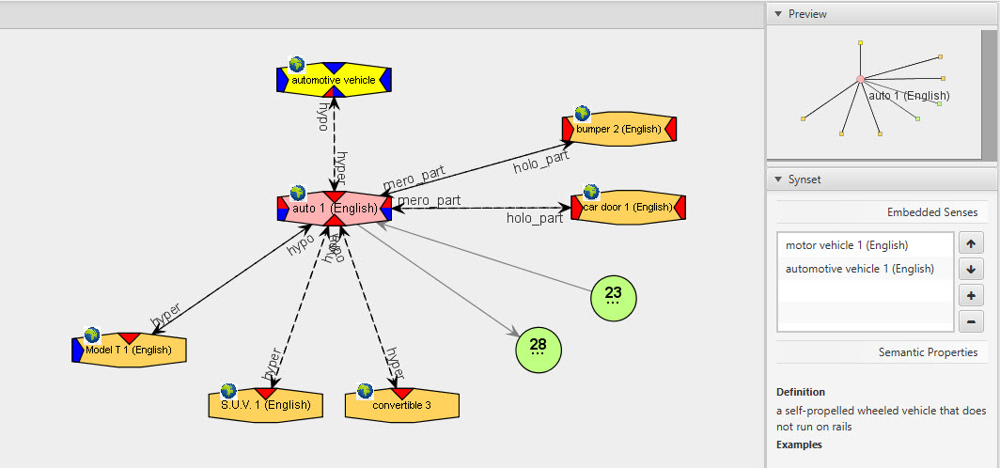 Preview
auto 1 (English)
automotive vehicle
hypo
hyper
bumper 2 (English)
mero_part
holo_part
auto 1 (English)
mero_part
holo_part
car door 1 (English)
hypo
hypo
hyper
hyper
hyper
23
...
28
...
Model T 1 (English)
S.U.V. 1 (English)
convertible 3
Synset
Embedded Senses
motor vehicle 1 (English)
automotive vehicle 1 (English)
Semantic Properties
Definition
a self-propelled wheeled vehicle that does
not run on rails
Examples